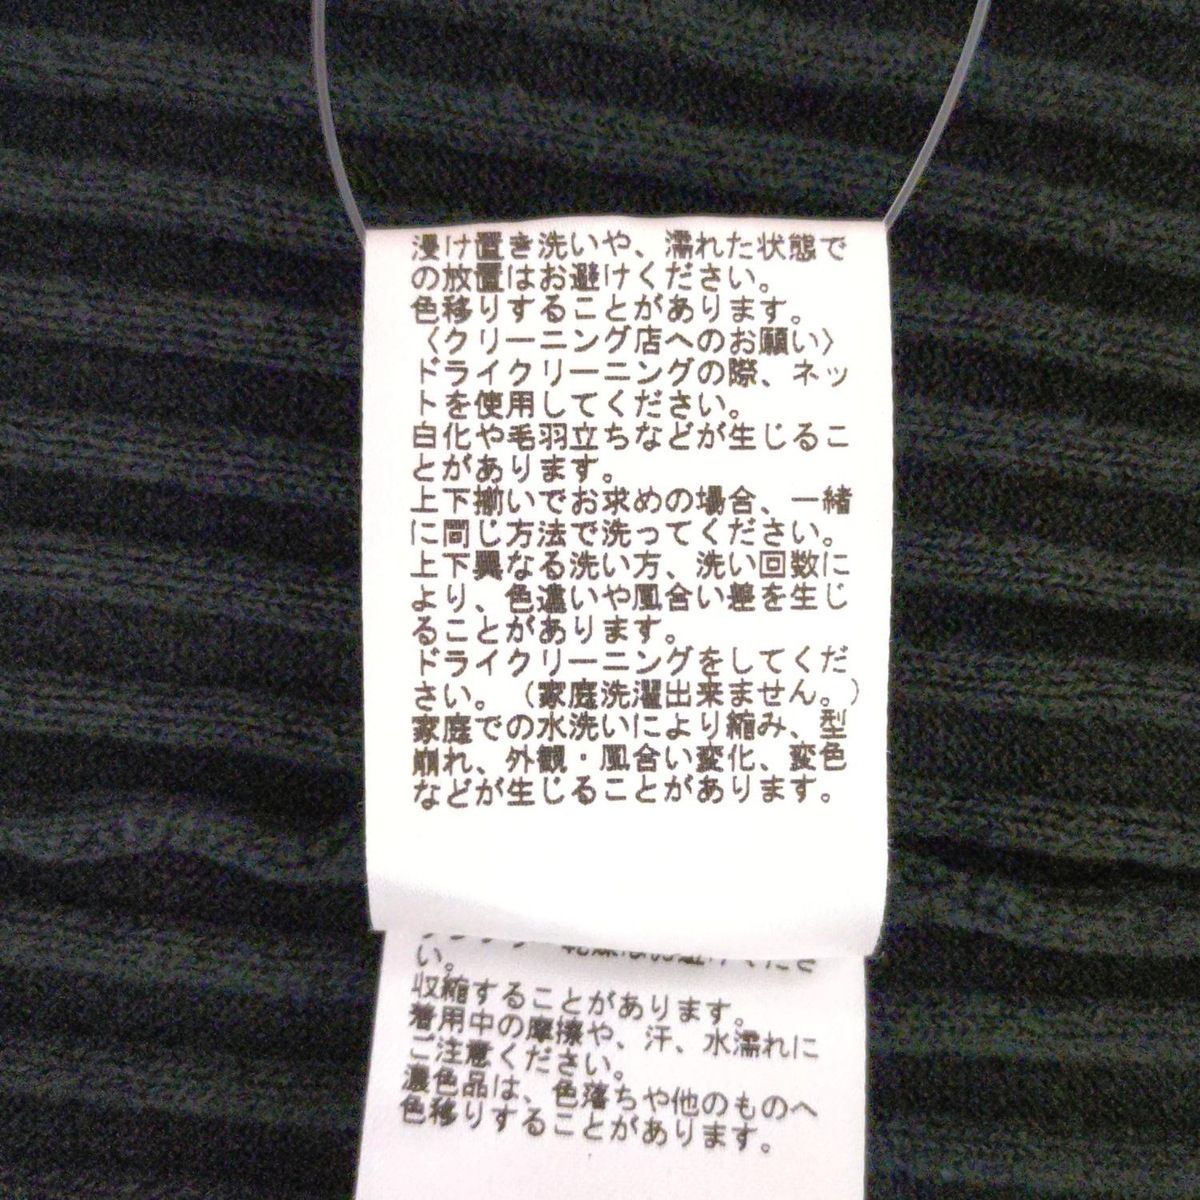 浸け置き洗いや、濡れた状態で
の放置はお避けください。
色移りすることがあります。
〈クリーニング店へのお願い〉
ドライクリーニングの際、ネッ
トを使用してください。
白化や毛羽立ちなどが生じるこ
とがあります。
上下揃いでお求めの場合、一緒
に同じ方法で洗ってください。
上下異なる洗い方、洗い回数に
より、色違いや風合い差を生じ
ることがあります。
ドライクリーニングをしてくだ
さい。（家庭洗濯出来ません。）
家庭での水洗いにより縮み、型
崩れ、外観・風合い変化、変色
などが生じることがあります。
い。
収縮することがあります。
着用中の摩擦や、汗、水濡れに
ご注意ください。
濃色品は、色落ちや他のものへ
色移りすることがあります。